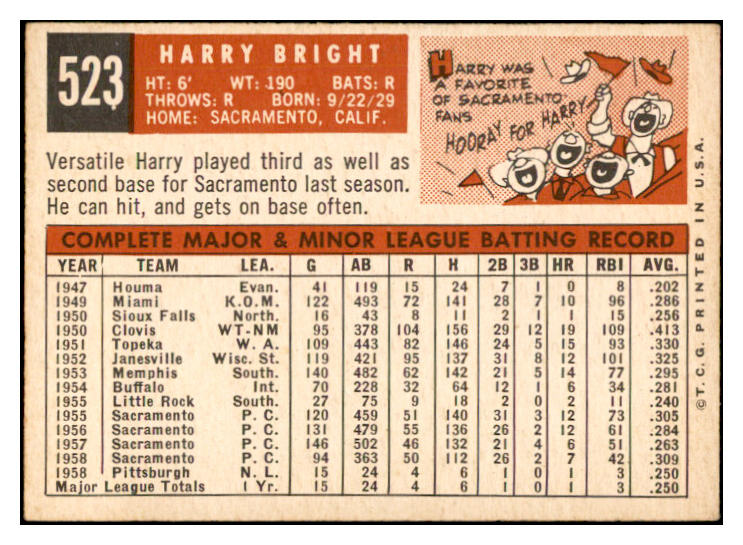 523
HARRY BRIGHT
HT: 6' WT: 190 BATS: R
THROWS: R BORN: 9/22/29
HOME: SACRAMENTO, CALIF.
HARRY WAS
A FAVORITE
OF SACRAMENTO
FANS
HOORAY FOR HARRY
Versatile Harry played third as well as
second base for Sacramento last season.
He can hit, and gets on base often.
COMPLETE MAJOR & MINOR LEAGUE BATTING RECORD
YEAR TEAM LEA. G AB R H 2B 3B HR RBI AVG.
1947 Houma Evan. 41 119 15 24 7 1 0 8 .202
1949 Miami K.O.M. 122 493 72 141 28 7 10 96 .286
1950 Sioux Falls North. 16 43 8 11 2 1 1 15 .256
1950 Clovis WT-NM 95 378 104 156 29 12 19 109 .413
1951 Topeka W. A. 109 443 82 146 24 5 15 93 .330
1952 Janesville Wisc. St. 119 421 95 137 31 8 12 101 .325
1953 Memphis South. 140 482 62 142 21 5 14 77 .295
1954 Buffalo Int. 70 228 32 64 12 1 6 34 .281
1955 Little Rock South. 27 75 9 18 2 0 2 11 .240
1955 Sacramento P. C. 120 459 51 140 31 3 12 73 .305
1956 Sacramento P. C. 131 479 55 136 26 2 12 61 .284
1957 Sacramento P. C. 146 502 46 132 21 4 6 51 .263
1958 Sacramento P. C. 94 363 50 112 26 2 7 42 .309
1958 Pittsburgh N. L. 15 24 4 6 1 0 1 3 .250
Major League Totals 1 Yr. 15 24 4 6 1 0 1 3 .250
©T.C.G. PRINTED IN U.S.A.